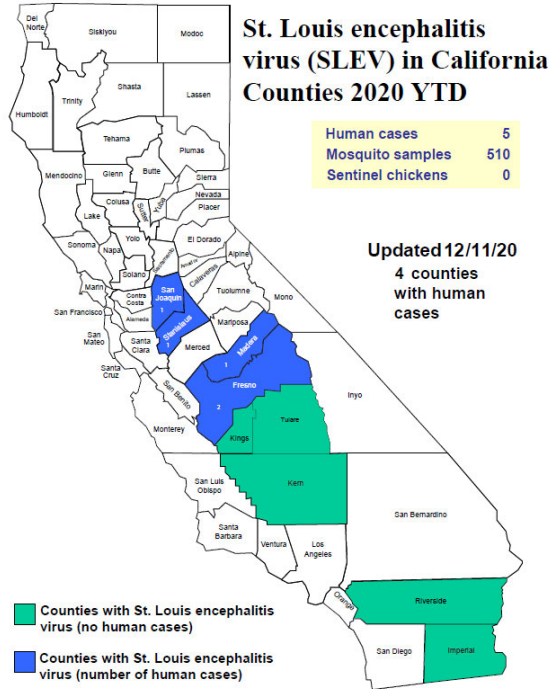 St. Louis encephalitis
virus (SLEV) in California
Counties 2020 YTD
Human cases 5
Mosquito samples 510
Sentinel chickens 0
Updated 12/11/20
4 counties
with human
cases
Del
Norte
Siskiyou
Modoc
Humboldt
Trinity
Shasta
Lassen
Tehama
Plumas
Mendocino
Glenn
Butte
Sierra
Nevada
Placer
Yuba
Sutter
Colusa
Lake
Sonoma
Napa
Yolo
El Dorado
Sacramento
Amador
Alpine
Calaveras
Solano
Marin
Contra
Costa
San
Joaquin
1
Tuolumne
Mono
San Francisco
Alameda
Stanislaus
1
Mariposa
San
Mateo
Santa
Clara
Merced
Madera
1
Santa
Cruz
San Benito
Fresno
2
Inyo
Monterey
Kings
Tulare
San Luis
Obispo
Kern
San Bernardino
Santa
Barbara
Ventura
Los
Angeles
Orange
Riverside
San Diego
Imperial
Counties with St. Louis encephalitis
virus (no human cases)
Counties with St. Louis encephalitis
virus (number of human cases)